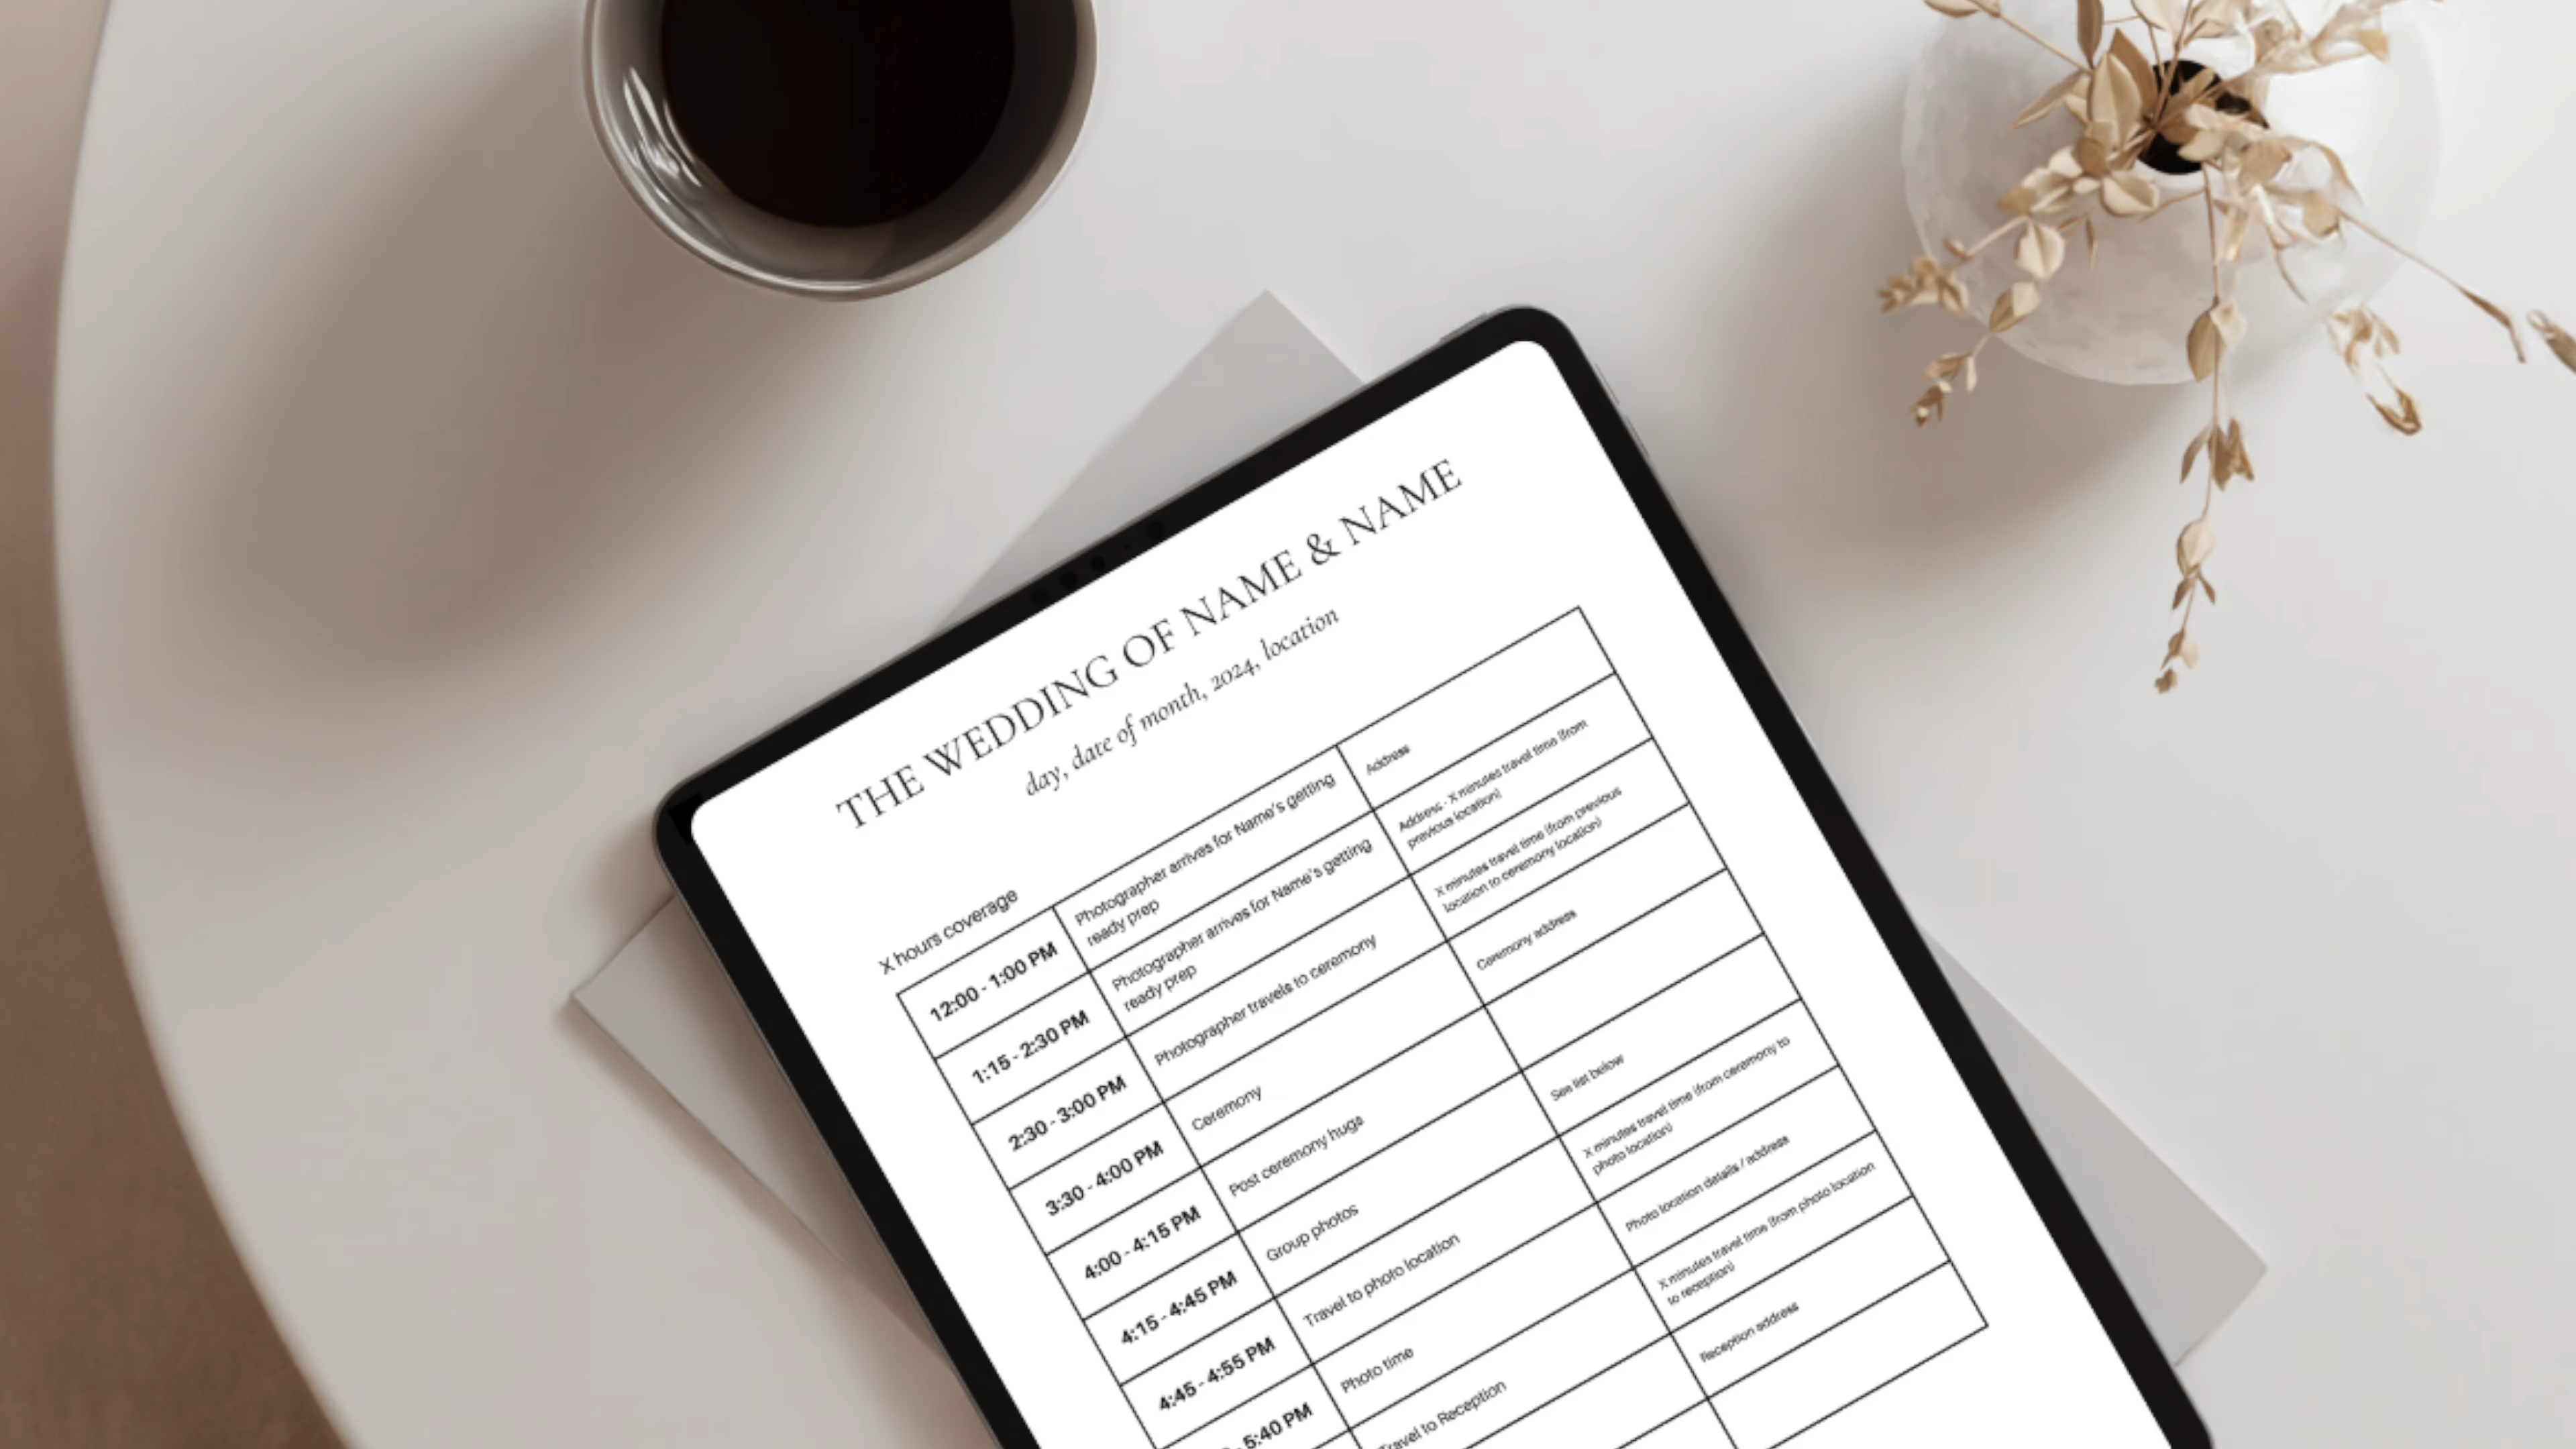 THE WEDDING OF NAME & NAME
day, date of month, 2024, location
X hours coverage
12:00 - 1:00 PM
Photographer arrives for Name's getting
ready prep
Address
1:15 - 2:30 PM
Photographer arrives for Name's getting
ready prep
Address - X minutes travel time (from
previous location)
2:30 - 3:00 PM
Photographer travels to ceremony
X minutes travel time (from previous
location to ceremony location)
3:30 - 4:00 PM
Ceremony
Ceremony address
4:00 - 4:15 PM
Post ceremony hugs
4:15 - 4:45 PM
Group photos
See list below
4:45 - 4:55 PM
Travel to photo location
X minutes travel time (from ceremony to
photo location)
- 5:40 PM
Photo time
Photo location details / address
Travel to Reception
X minutes travel time (from photo location
to reception)
Reception address